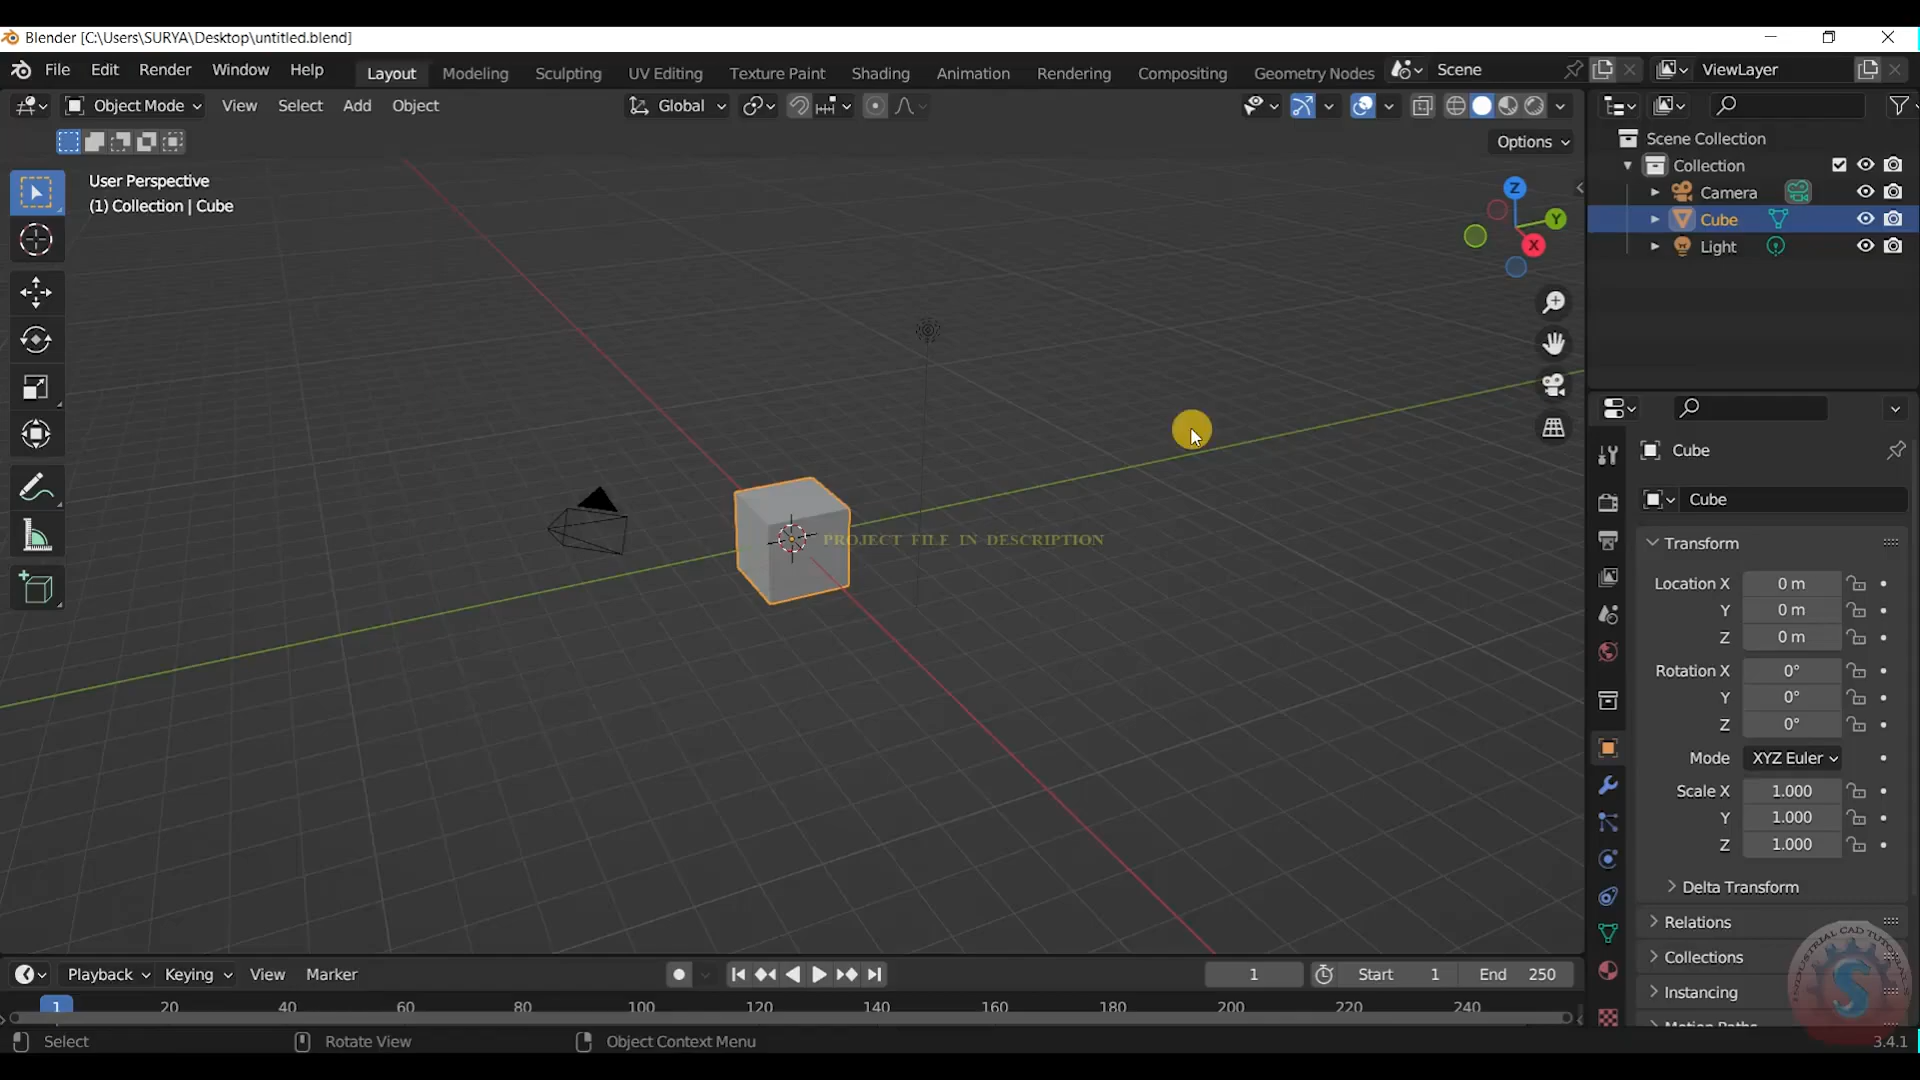 Blender [C:\Users\SURYA\Desktop\untitled.blend]
File Edit Render Window Help Layout Modeling Sculpting UV Editing Texture Paint Shading Animation Rendering Compositing Geometry Nodes Scene ViewLayer
Object Mode View Select Add Object Global
Options
User Perspective
(1) Collection | Cube
Z
Y
X
Scene Collection
Collection
Camera
Cube
Light
PROJECT FILE IN DESCRIPTION
Cube
Cube
Transform
Location X 0 m
Y 0 m
Z 0 m
Rotation X 0°
Y 0°
Z 0°
Mode XYZ Euler
Scale X 1.000
Y 1.000
Z 1.000
Delta Transform
Relations
Collections
Instancing
Motion Paths
INDUSTRIAL CAD TUTORIALS
S
Playback Keying View Marker 1 Start 1 End 250
1 20 40 60 80 100 120 140 160 180 200 220 240
Select Rotate View Object Context Menu 3.4.1